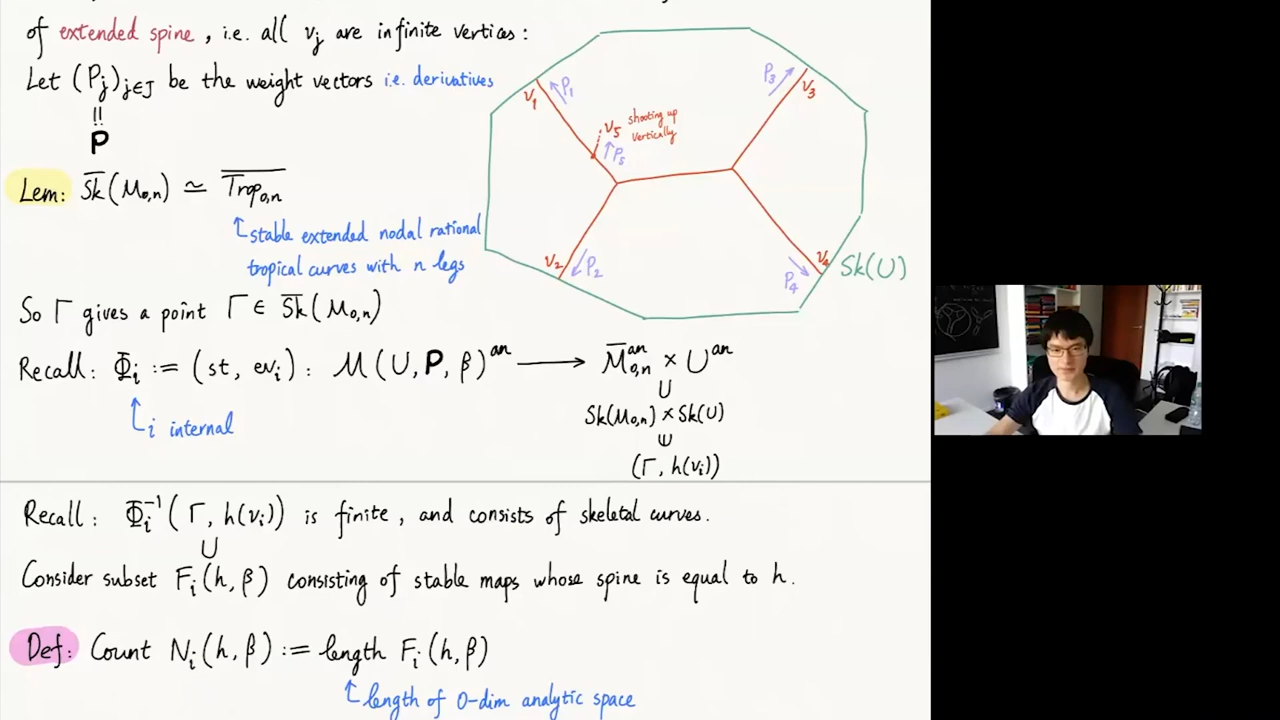 of extended spine, i.e. all v_j are infinite vertices:
Let (P_j)_{j∈J} be the weight vectors i.e. derivatives
||
P
Lem: S̅k̅(M_{0,n}) ≃ \overline{Trop_{0,n}}
↑ stable extended nodal rational
tropical curves with n legs
So Γ gives a point Γ ∈ S̅k̅(M_{0,n})
Recall: Φ_i := (st, ev_i) : M(U, P, β)^{an} ⟶ M̅_{0,n}^{an} × U^{an}
∪
Sk(M_{0,n}) × Sk(U)
∪
(Γ, h(v_i))
↑ i internal
v_1
P_1
v_5 shooting up
vertically
P_5
P_3
v_3
v_2
P_2
P_4
v_4
Sk(U)
Recall: Φ_i^{-1}(Γ, h(v_i)) is finite, and consists of skeletal curves.
∪
Consider subset F_i(h, β) consisting of stable maps whose spine is equal to h.
Def: Count N_i(h, β) := length F_i(h, β)
↑ length of 0-dim analytic space